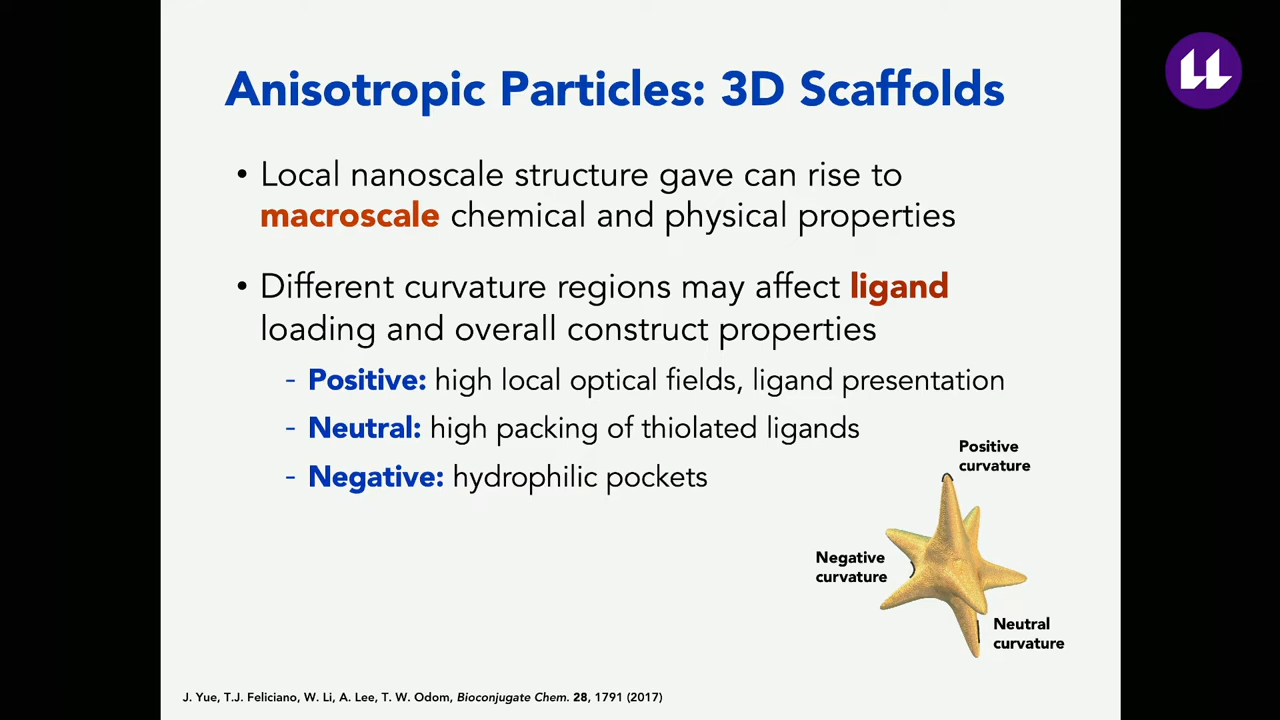 Anisotropic Particles: 3D Scaffolds
• Local nanoscale structure gave can rise to
macroscale chemical and physical properties
• Different curvature regions may affect ligand
loading and overall construct properties
- Positive: high local optical fields, ligand presentation
- Neutral: high packing of thiolated ligands
- Negative: hydrophilic pockets
Positive
curvature
Negative
curvature
Neutral
curvature
J. Yue, T.J. Feliciano, W. Li, A. Lee, T. W. Odom, Bioconjugate Chem. 28, 1791 (2017)